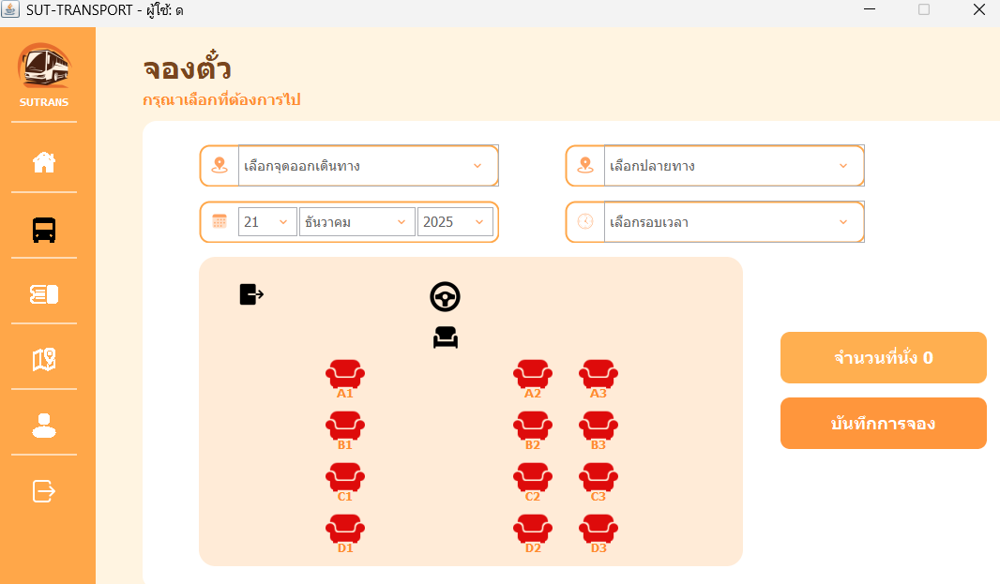 SUT-TRANSPORT - ผู้ใช้: ด
SUTRANS
จองตั๋ว
กรุณาเลือกที่ต้องการไป
เลือกจุดออกเดินทาง
เลือกปลายทาง
21 ธันวาคม 2025
เลือกรอบเวลา
A1 A2 A3
B1 B2 B3
C1 C2 C3
D1 D2 D3
จำนวนที่นั่ง 0
บันทึกการจอง